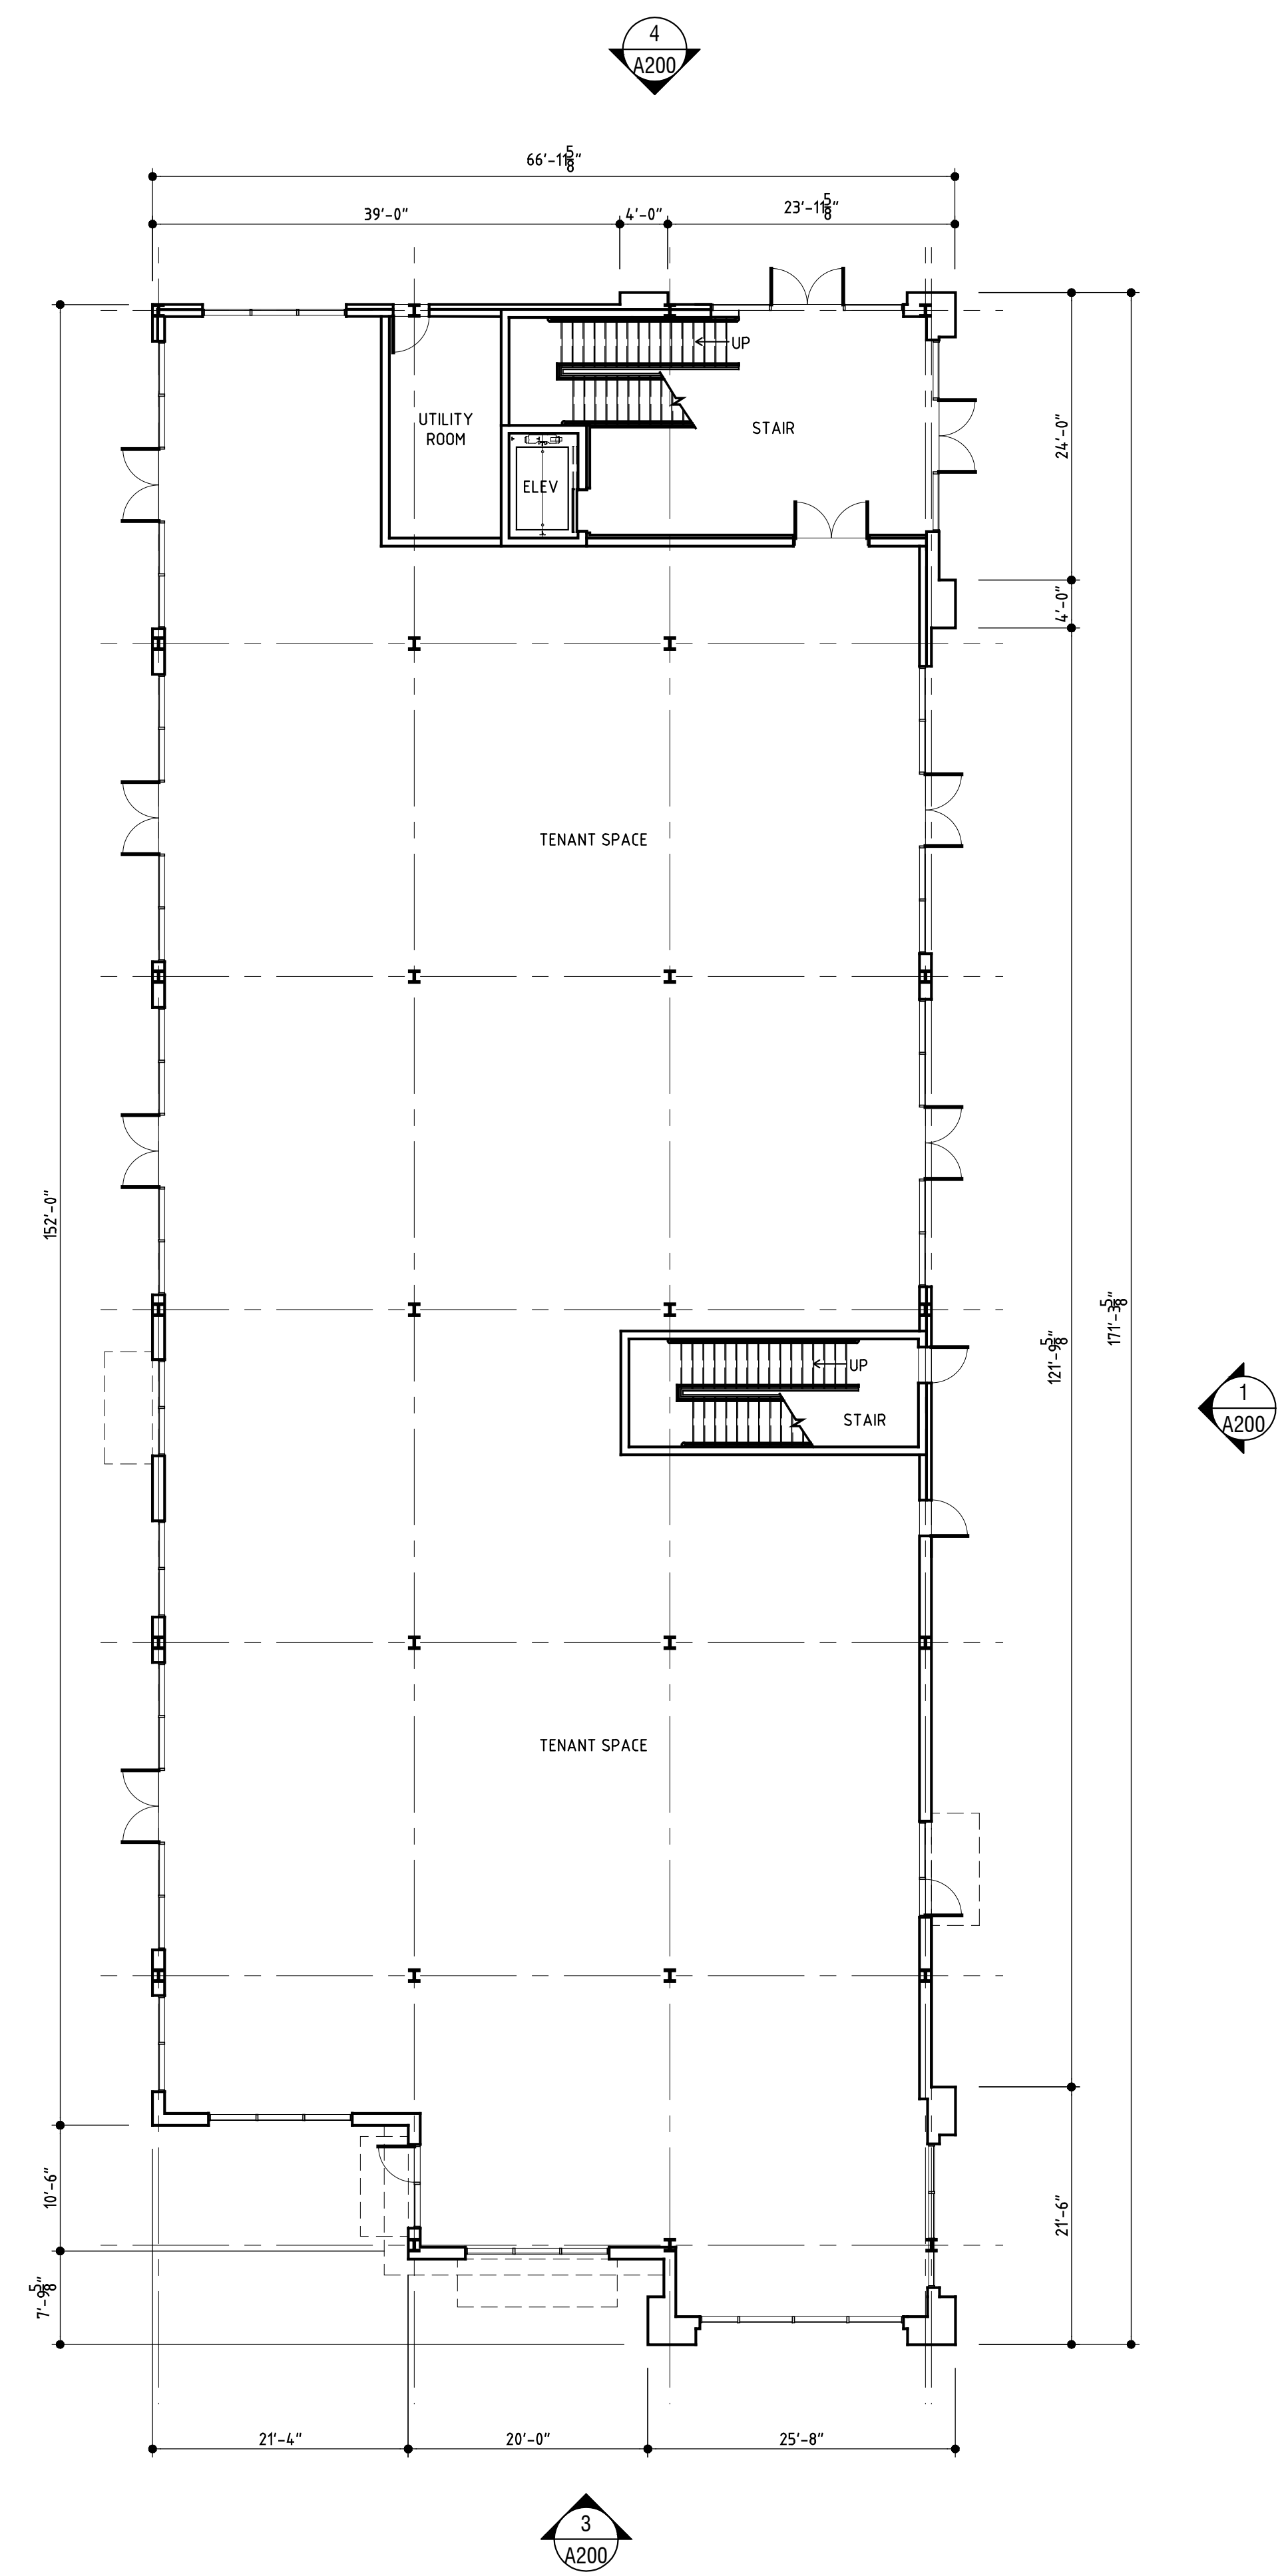 4
A200
66'-11 5/8"
39'-0"
4'-0"
23'-11 5/8"
UP
UTILITY
ROOM
STAIR
ELEV
24'-0"
4'-0"
TENANT SPACE
152'-0"
121'-9 5/8"
171'-3 5/8"
UP
STAIR
1
A200
TENANT SPACE
10'-6"
21'-6"
7'-9 5/8"
21'-4"
20'-0"
25'-8"
3
A200